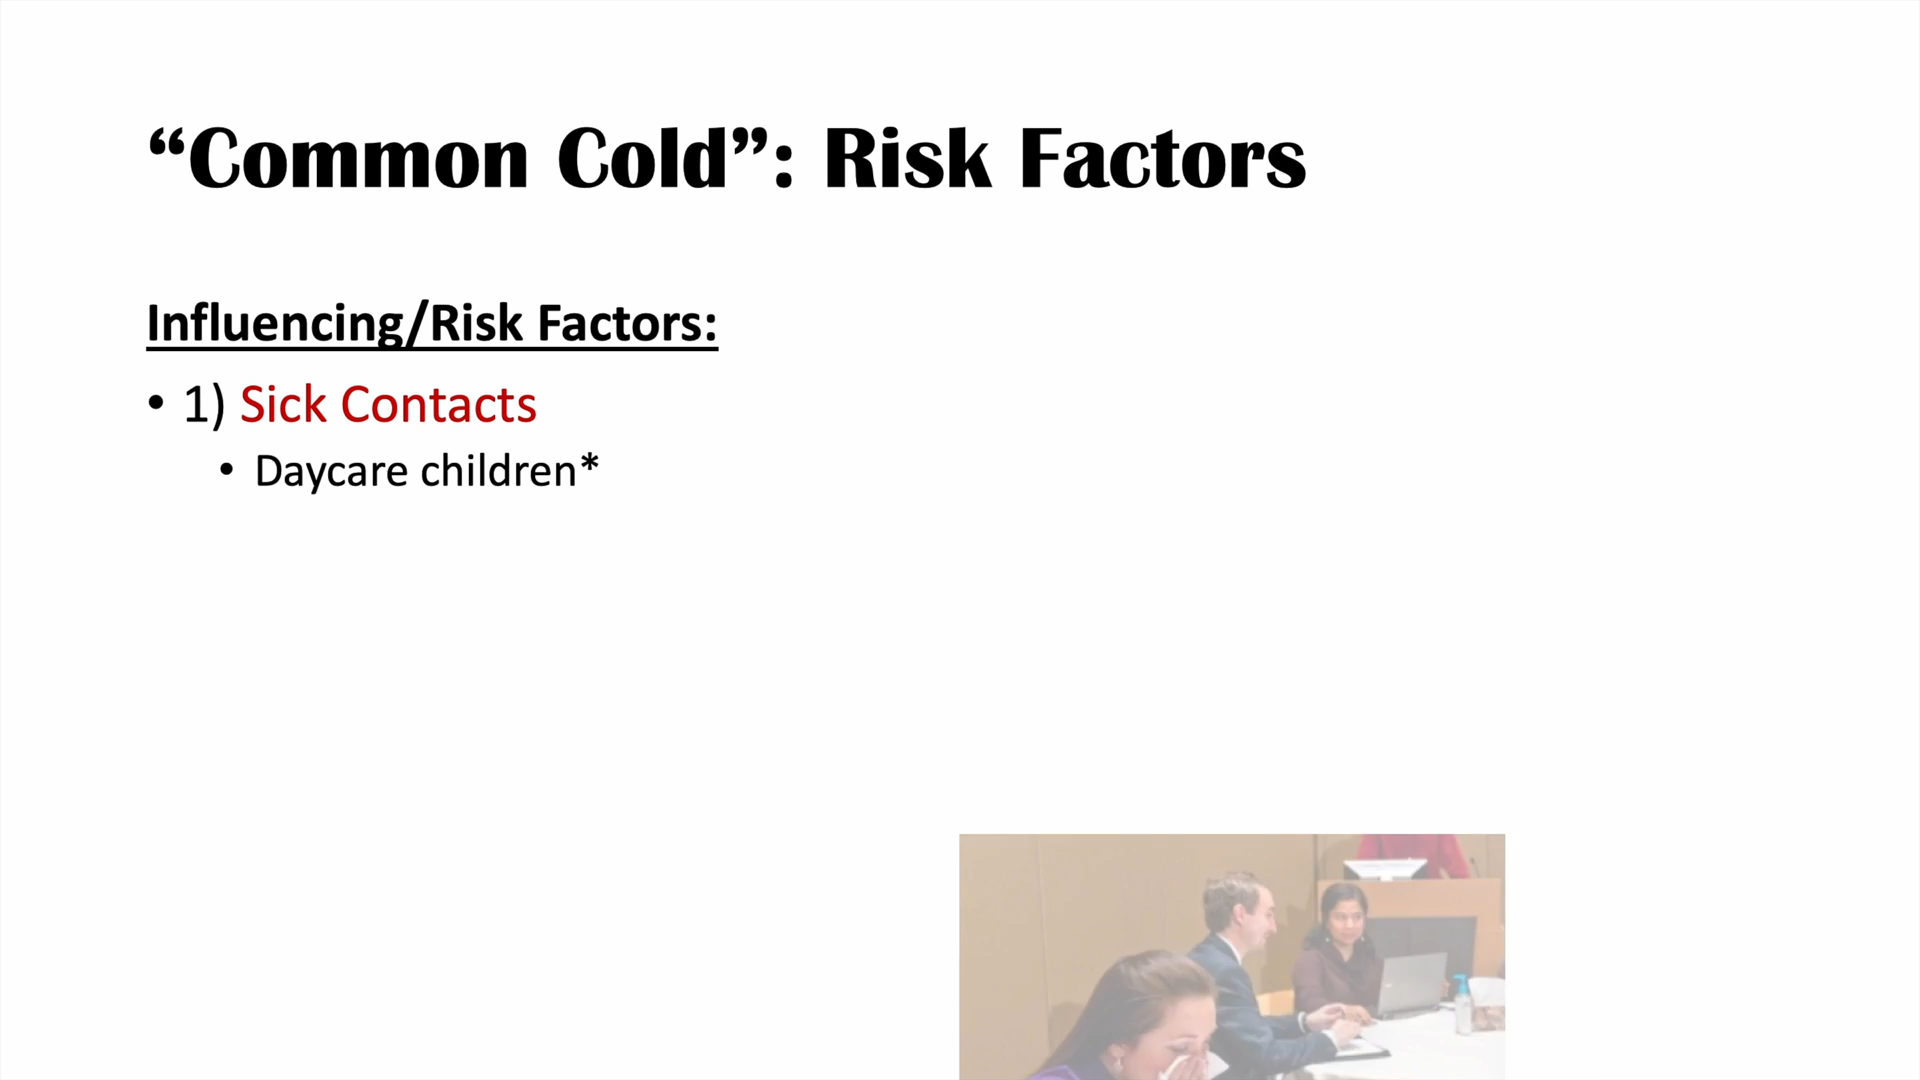 “Common Cold”: Risk Factors
Influencing/Risk Factors:
• 1) Sick Contacts
• Daycare children*